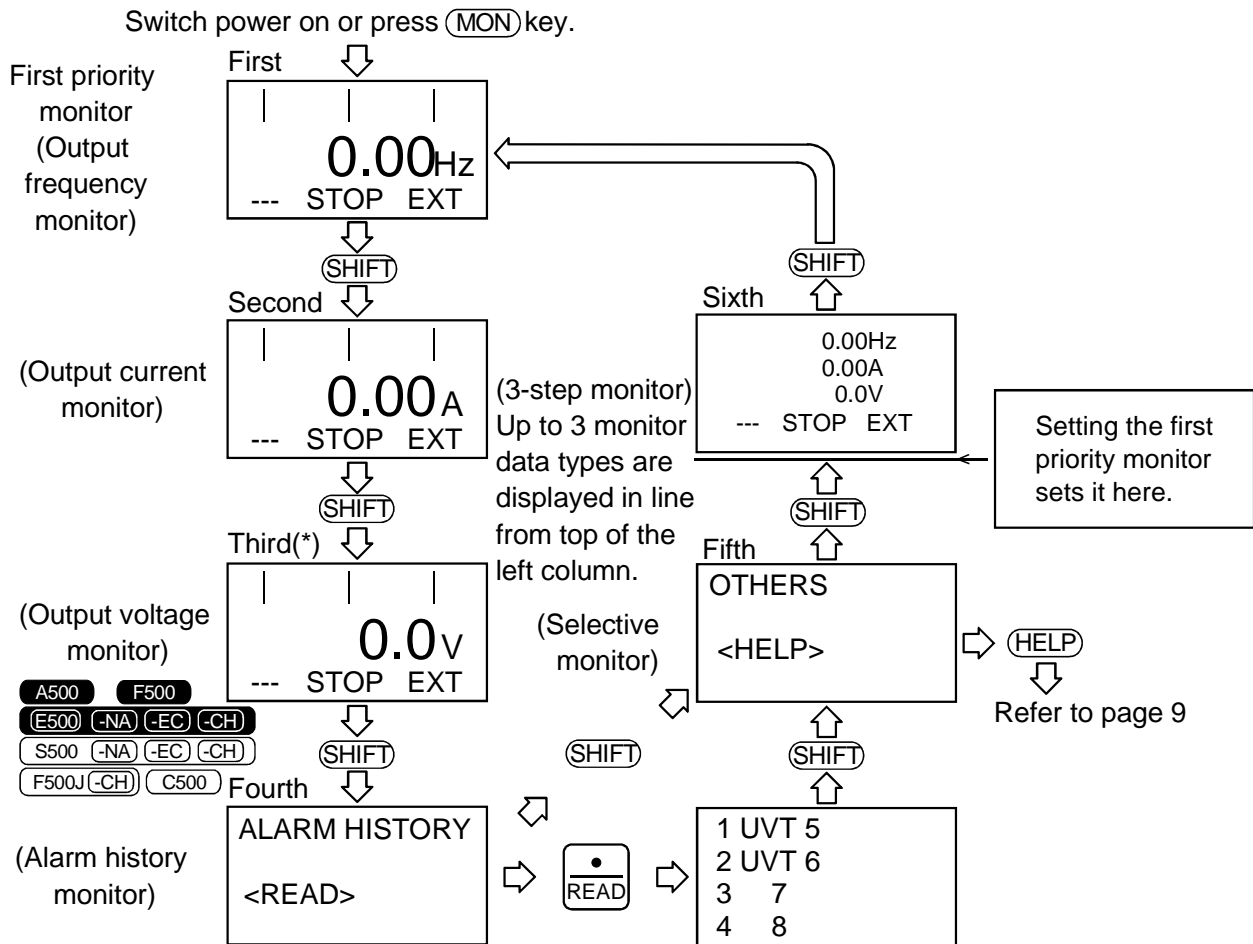 Switch power on or press MON key.
First priority
monitor
(Output
frequency
monitor)
First
0.00Hz
--- STOP EXT
SHIFT
Second
(Output current
monitor)
0.00A
--- STOP EXT
SHIFT
Third(*)
(Output voltage
monitor)
0.0V
--- STOP EXT
A500 F500
E500 -NA -EC -CH
S500 -NA -EC -CH
F500J -CH C500
SHIFT
Fourth
(Alarm history
monitor)
ALARM HISTORY
<READ>
SHIFT
READ
1 UVT 5
2 UVT 6
3 7
4 8
SHIFT
(Selective
monitor)
Fifth
OTHERS
<HELP>
HELP
Refer to page 9
SHIFT
(3-step monitor)
Up to 3 monitor
data types are
displayed in line
from top of the
left column.
Sixth
0.00Hz
0.00A
0.0V
--- STOP EXT
Setting the first
priority monitor
sets it here.
SHIFT